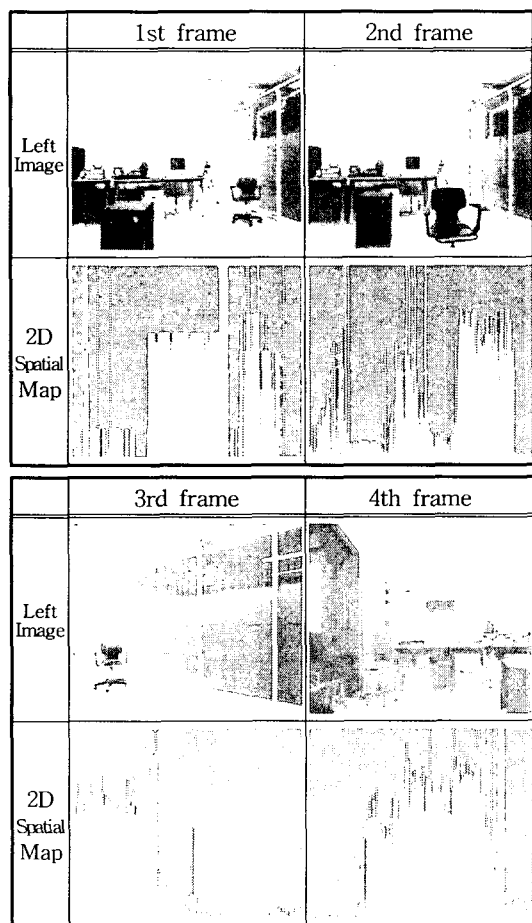 1st frame
2nd frame
Left
Image
2D
Spatial
Map
3rd frame
4th frame
Left
Image
2D
Spatial
Map